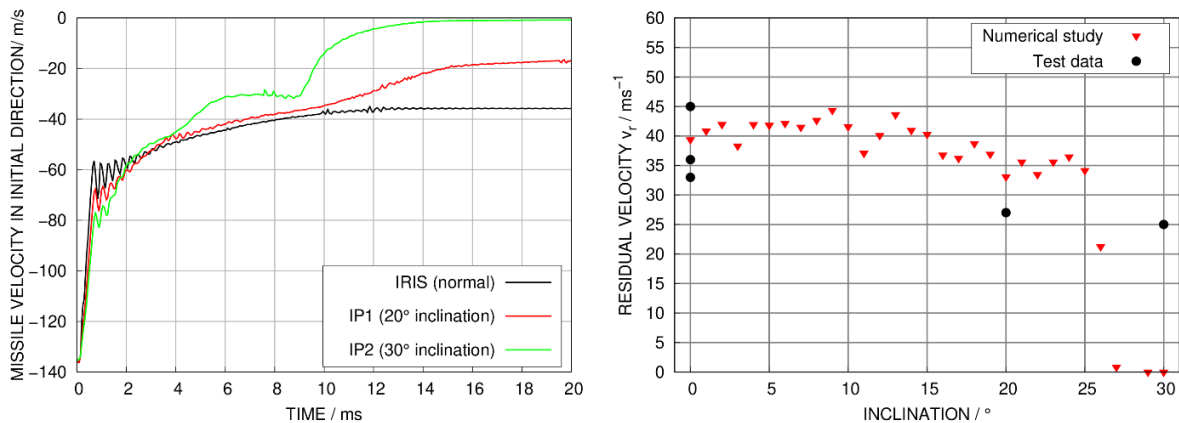 MISSILE VELOCITY IN INITIAL DIRECTION/ m/s
0
−20
−40
−60
−80
−100
−120
−140
IRIS (normal)
IP1 (20° inclination)
IP2 (30° inclination)
0 2 4 6 8 10 12 14 16 18 20
TIME / ms
RESIDUAL VELOCITY vᵣ / ms⁻¹
60
55
50
45
40
35
30
25
20
15
10
5
0
Numerical study
Test data
0 5 10 15 20 25 30
INCLINATION / °